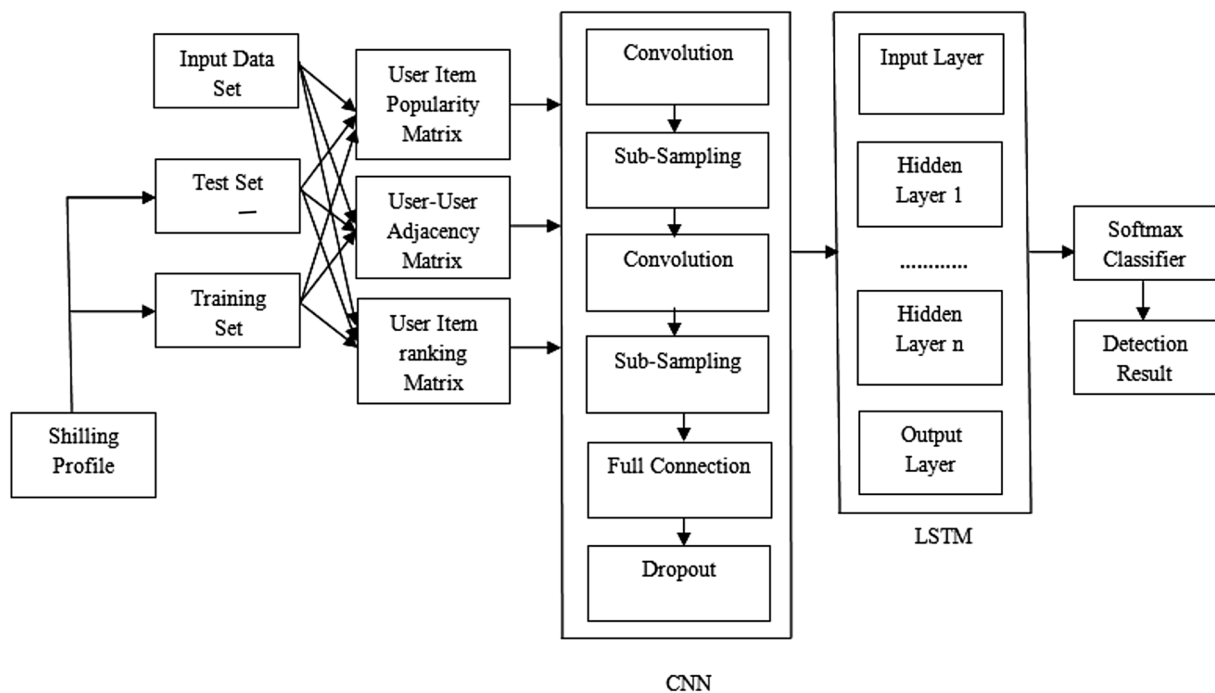 Input Data
Set
Test Set
Training
Set
Shilling
Profile
User Item
Popularity
Matrix
User-User
Adjacency
Matrix
User Item
ranking
Matrix
Convolution
Sub-Sampling
Convolution
Sub-Sampling
Full Connection
Dropout
CNN
Input Layer
Hidden
Layer 1
............
Hidden
Layer n
Output
Layer
LSTM
Softmax
Classifier
Detection
Result